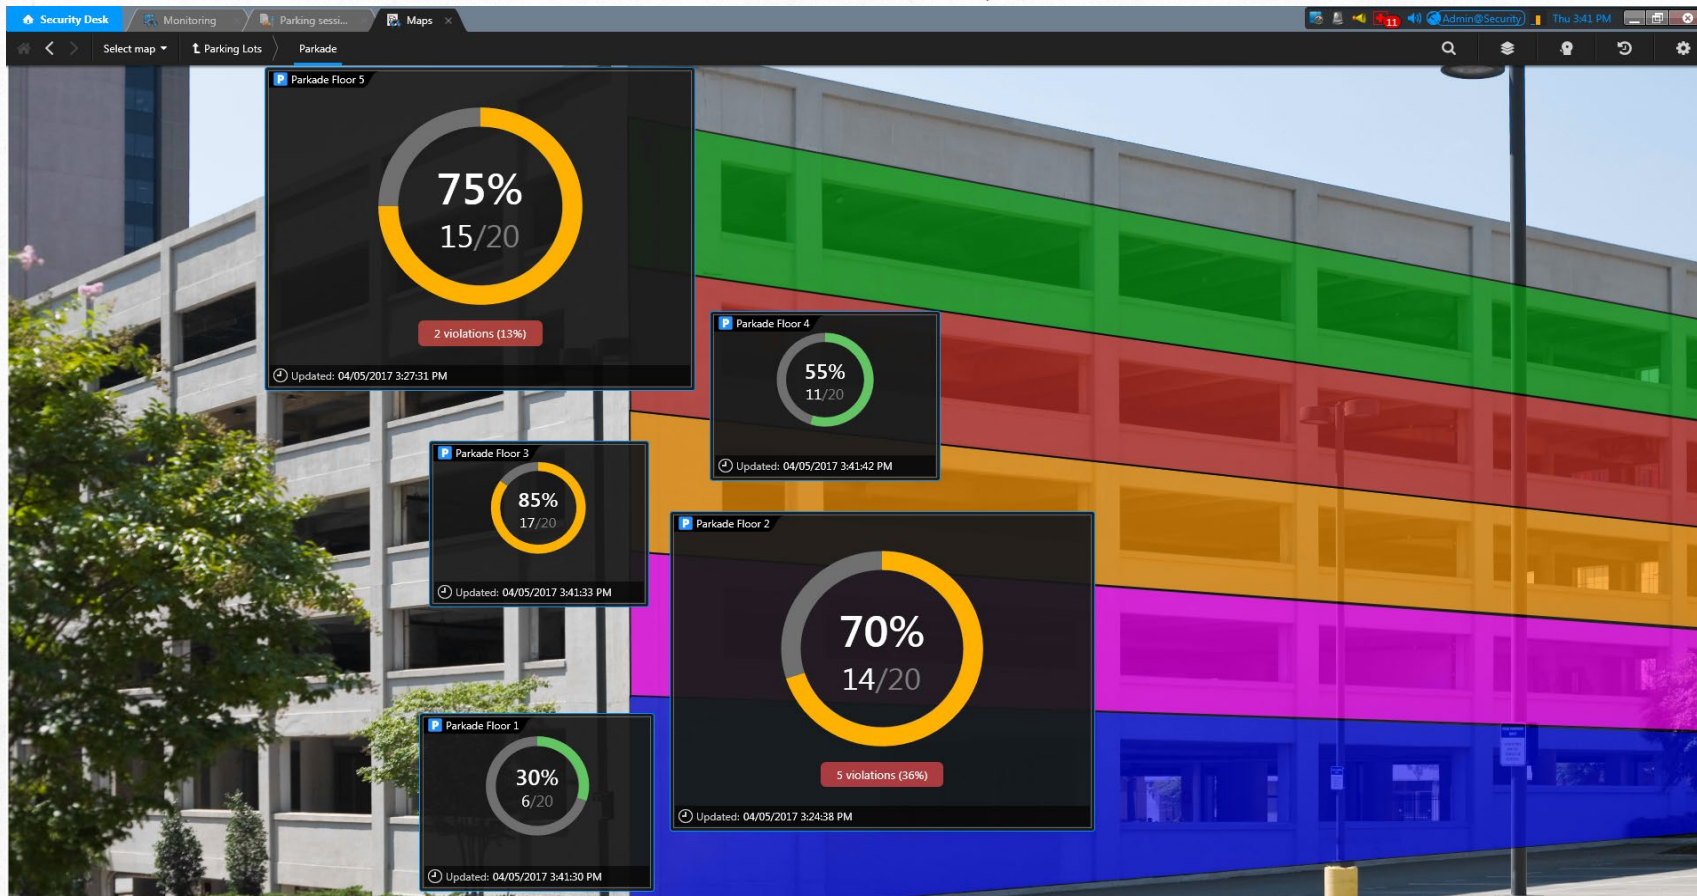 Security Desk
Monitoring
Parking sessi...
Maps
11
Admin@Security
Thu 3:41 PM
Select map
Parking Lots
Parkade
P Parkade Floor 5
75%
15/20
2 violations (13%)
Updated: 04/05/2017 3:27:31 PM
P Parkade Floor 4
55%
11/20
Updated: 04/05/2017 3:41:42 PM
P Parkade Floor 3
85%
17/20
Updated: 04/05/2017 3:41:33 PM
P Parkade Floor 2
70%
14/20
5 violations (36%)
Updated: 04/05/2017 3:24:38 PM
P Parkade Floor 1
30%
6/20
Updated: 04/05/2017 3:41:30 PM